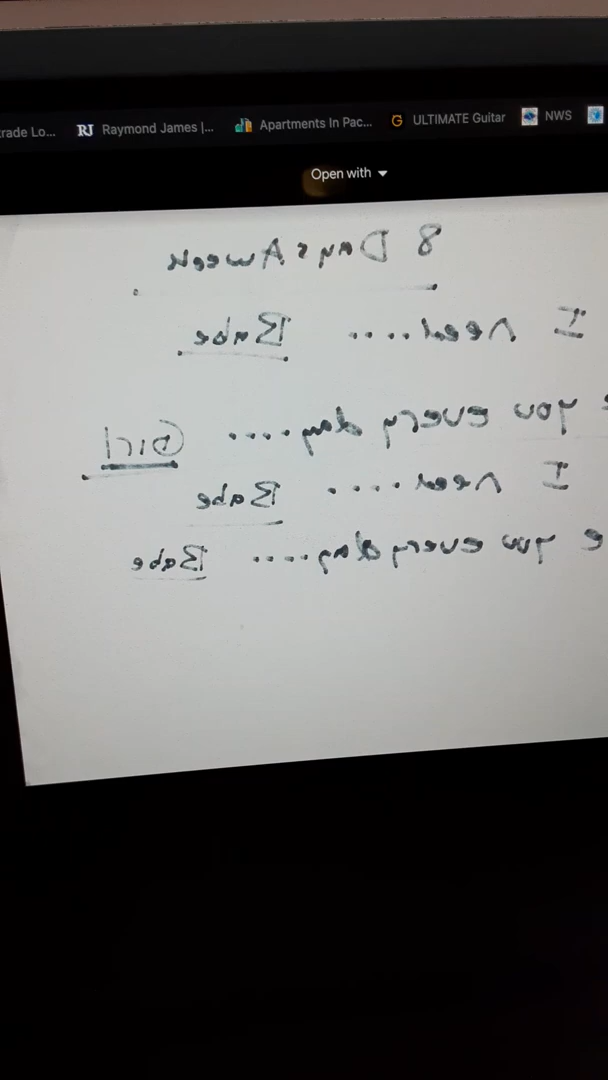 rade Lo... Raymond James |... Apartments In Pac... ULTIMATE Guitar NWS
Open with
8 Days A week
I need.... Babe
e you every day.... Girl
I need.... Babe
e you every day.... Babe